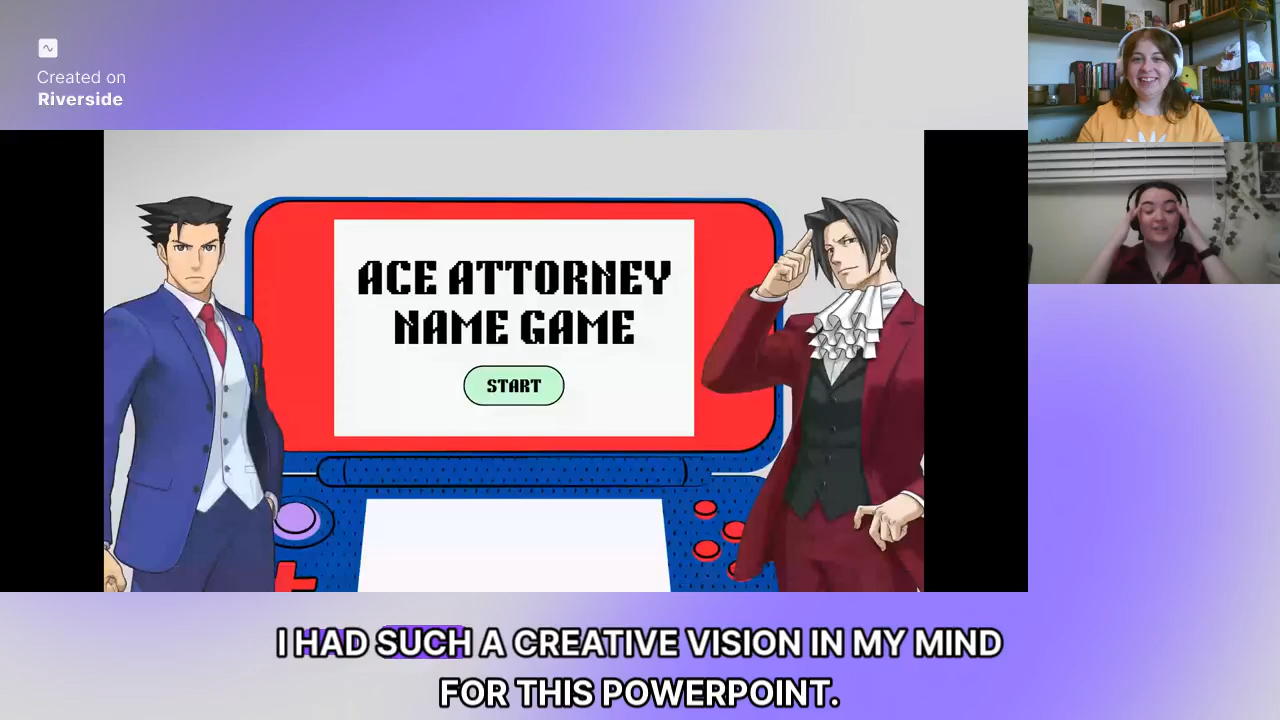 Created on
Riverside
ACE ATTORNEY
NAME GAME
START
I HAD SUCH A CREATIVE VISION IN MY MIND
FOR THIS POWERPOINT.